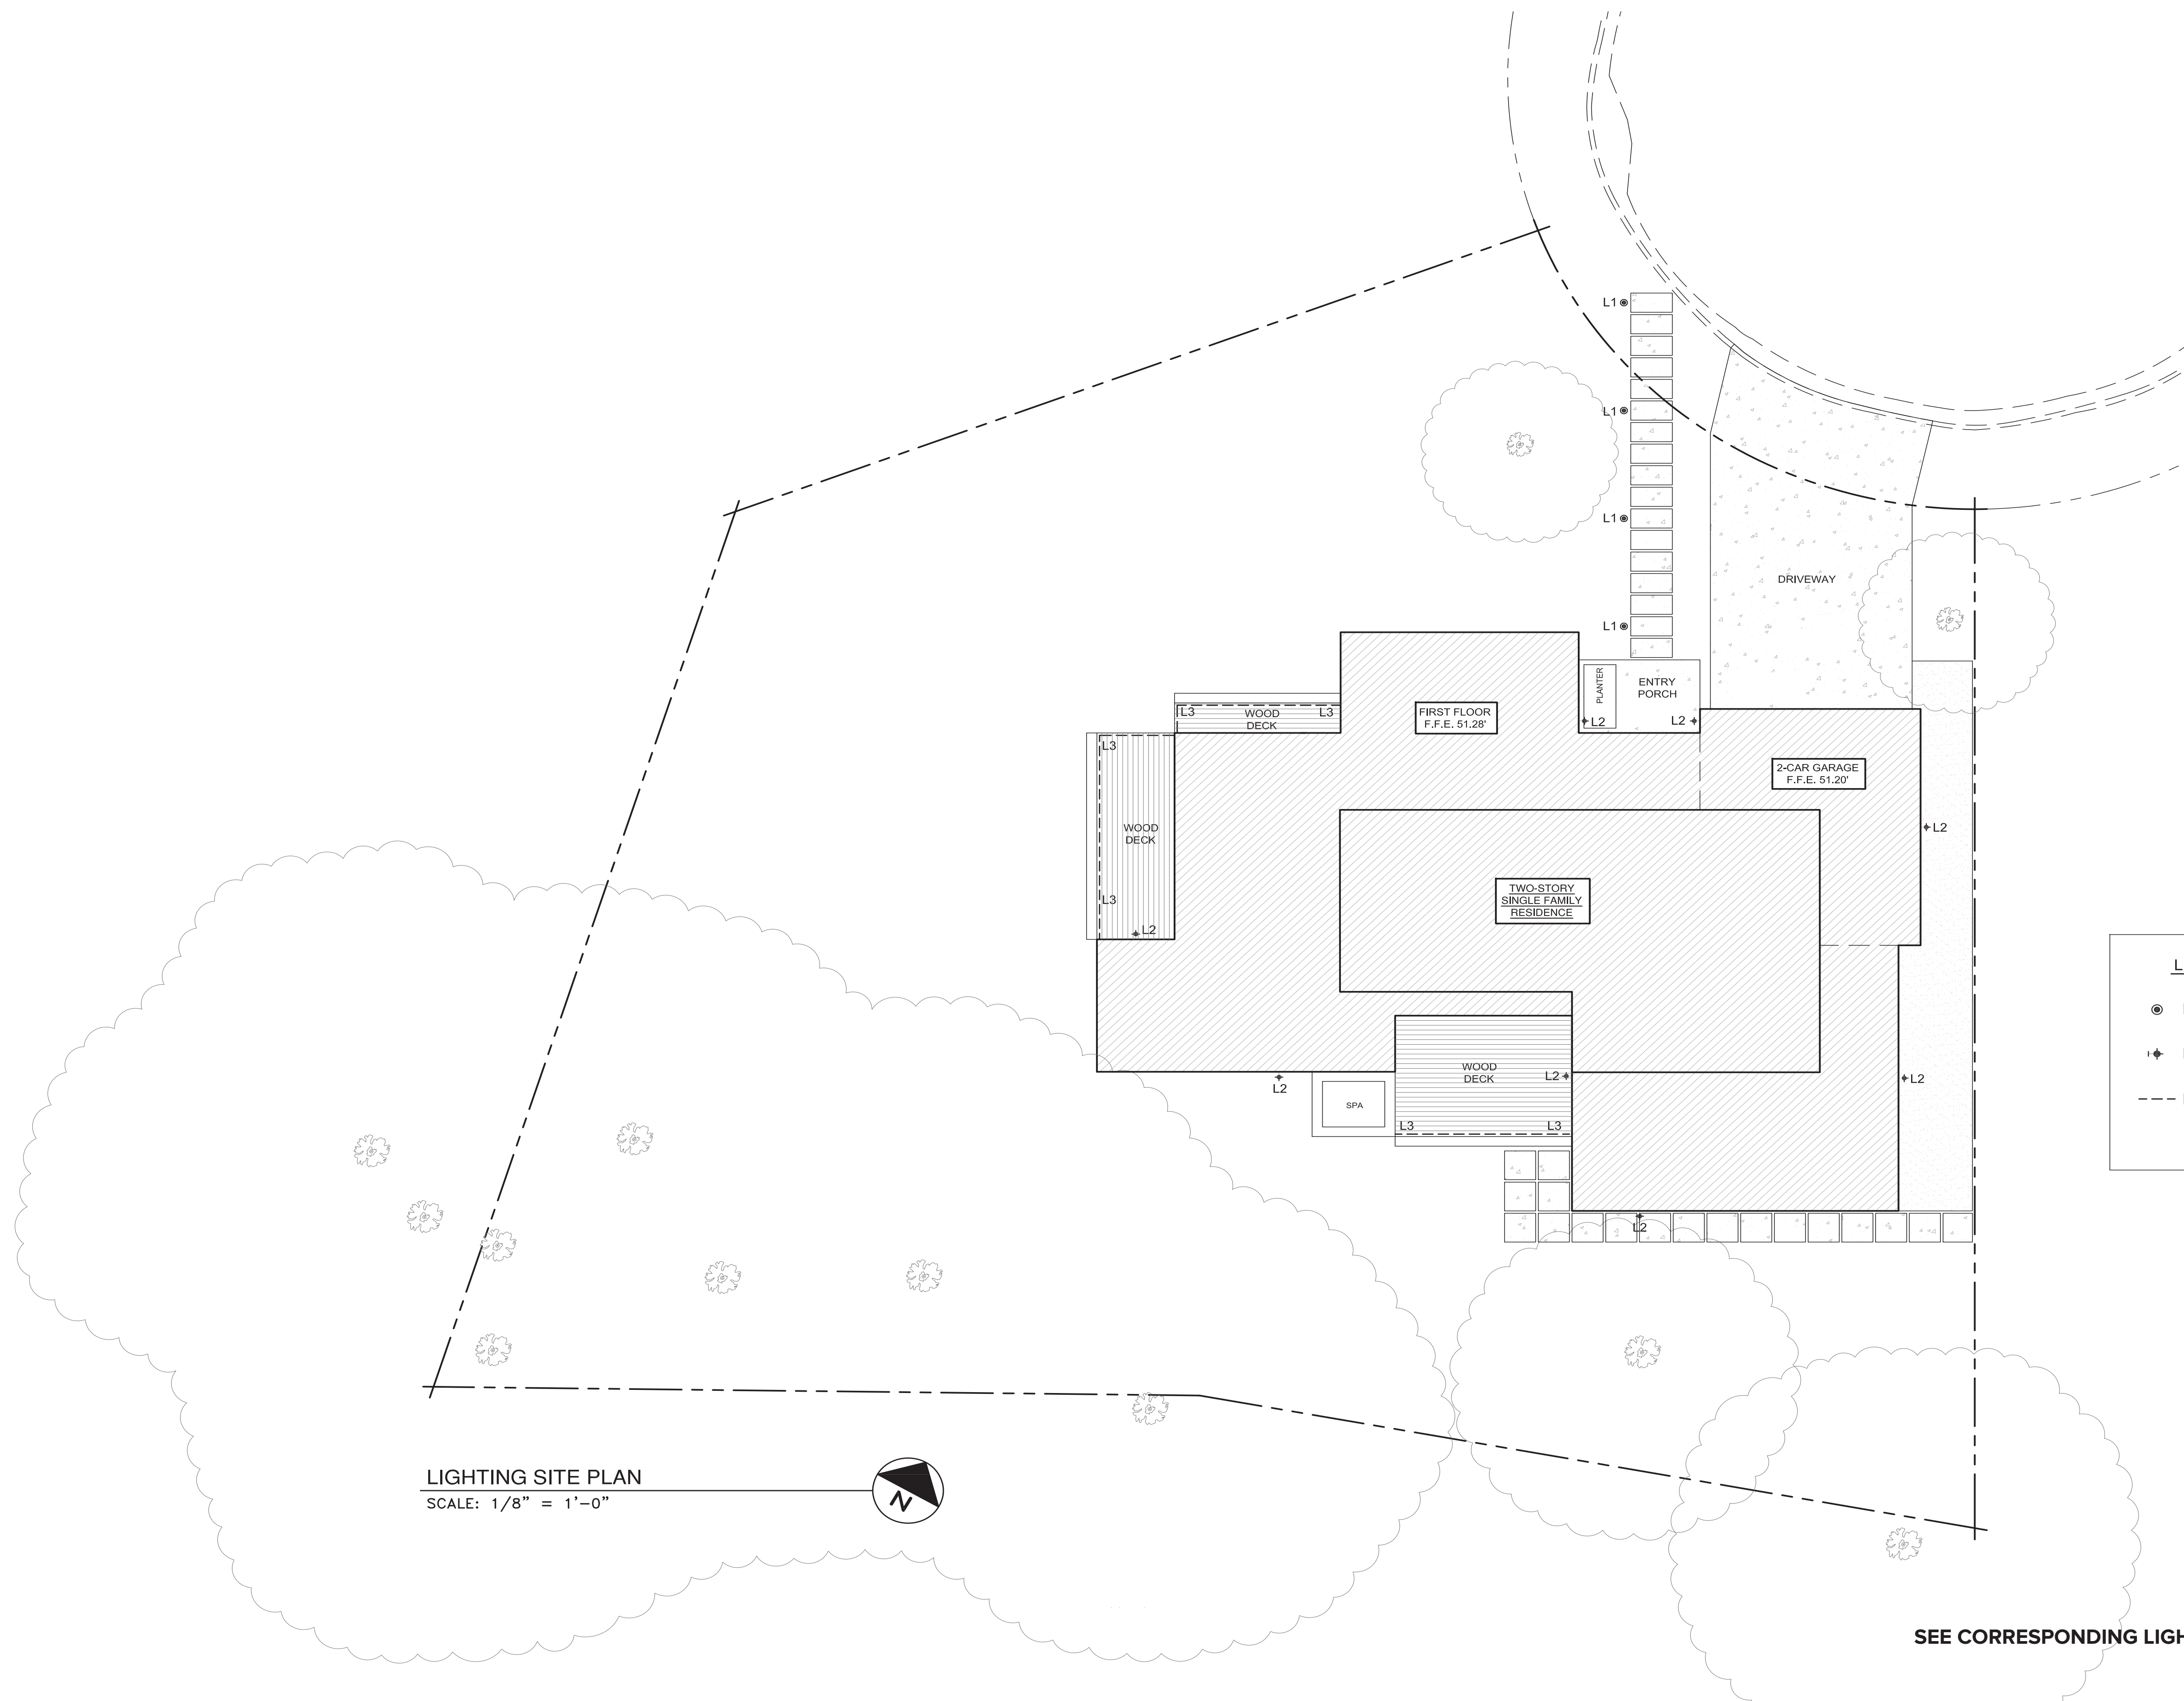 L1
L1
L1
L1
DRIVEWAY
PLANTER
ENTRY
PORCH
L2
L2
L3
WOOD
DECK
L3
FIRST FLOOR
F.F.E. 51.28'
L3
2-CAR GARAGE
F.F.E. 51.20'
WOOD
DECK
L2
L3
L2
TWO-STORY
SINGLE FAMILY
RESIDENCE
L
WOOD
DECK
L2
L2
L2
SPA
L3
L3
L2
LIGHTING SITE PLAN
SCALE: 1/8” = 1’-0”
N
SEE CORRESPONDING LIGH